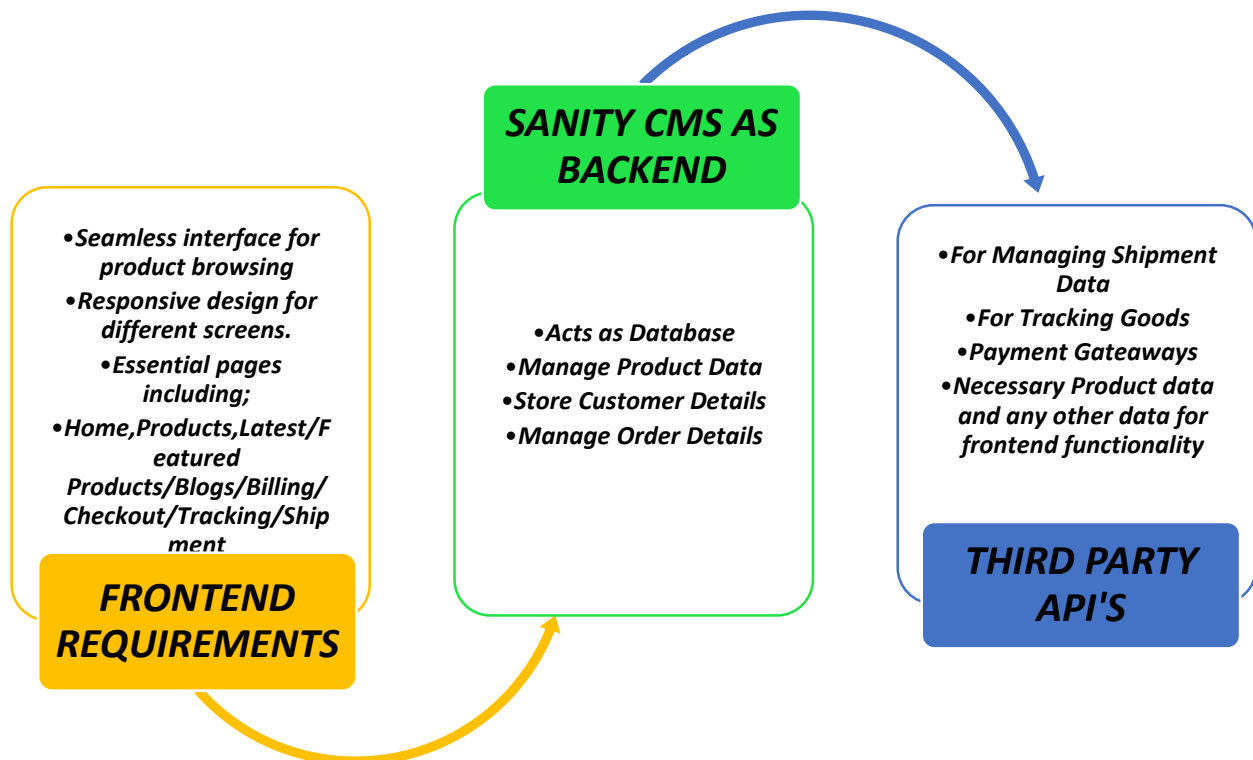 •Seamless interface for
product browsing
•Responsive design for
different screens.
•Essential pages
including;
•Home,Products,Latest/F
eatured
Products/Blogs/Billing/
Checkout/Tracking/Ship
ment
FRONTEND
REQUIREMENTS
SANITY CMS AS
BACKEND
•Acts as Database
•Manage Product Data
•Store Customer Details
•Manage Order Details
•For Managing Shipment
Data
•For Tracking Goods
•Payment Gateaways
•Necessary Product data
and any other data for
frontend functionality
THIRD PARTY
API'S